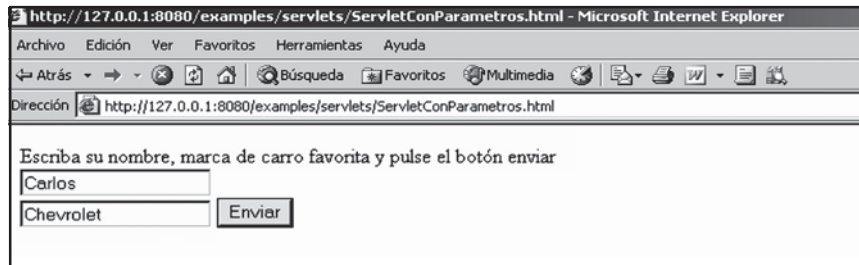 http://127.0.0.1:8080/examples/servlets/ServletConParametros.html - Microsoft Internet Explorer
Archivo Edición Ver Favoritos Herramientas Ayuda
Atrás Búsqueda Favoritos Multimedia
Dirección http://127.0.0.1:8080/examples/servlets/ServletConParametros.html
Escriba su nombre, marca de carro favorita y pulse el botón enviar
Carlos
Chevrolet Enviar